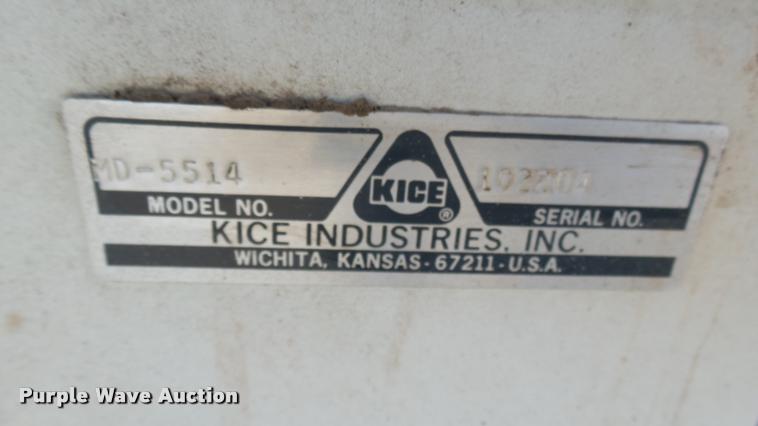 MD-5514
MODEL NO.
KICE
®
SERIAL NO.
KICE INDUSTRIES, INC.
WICHITA, KANSAS - 67211 - U.S.A.
Purple Wave Auction